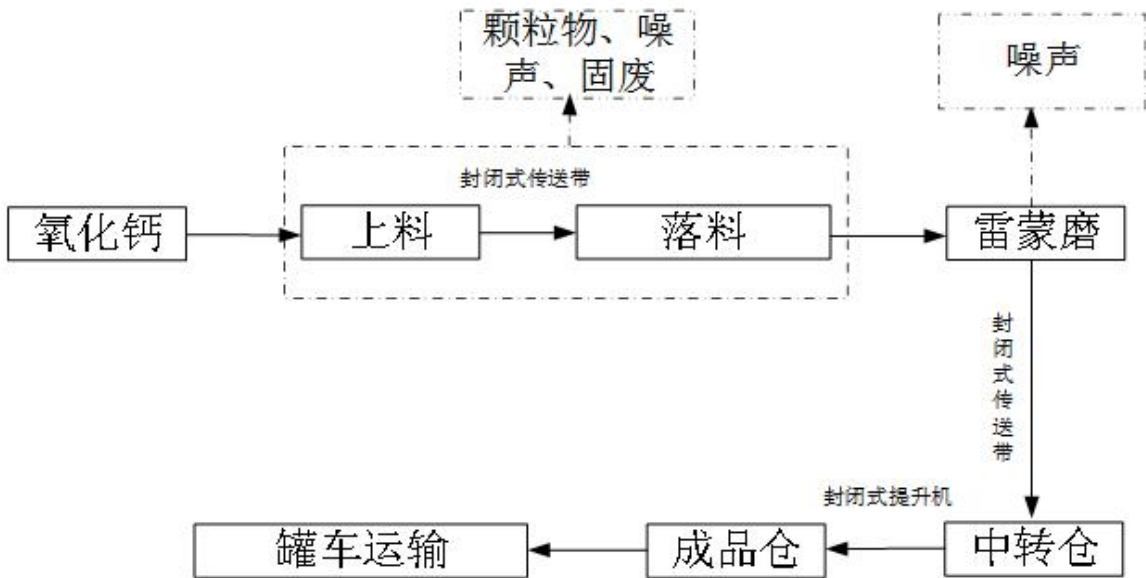 颗粒物、噪
声、固废
噪声
封闭式传送带
氧化钙
上料
落料
雷蒙磨
封闭式传送带
封闭式提升机
罐车运输
成品仓
中转仓